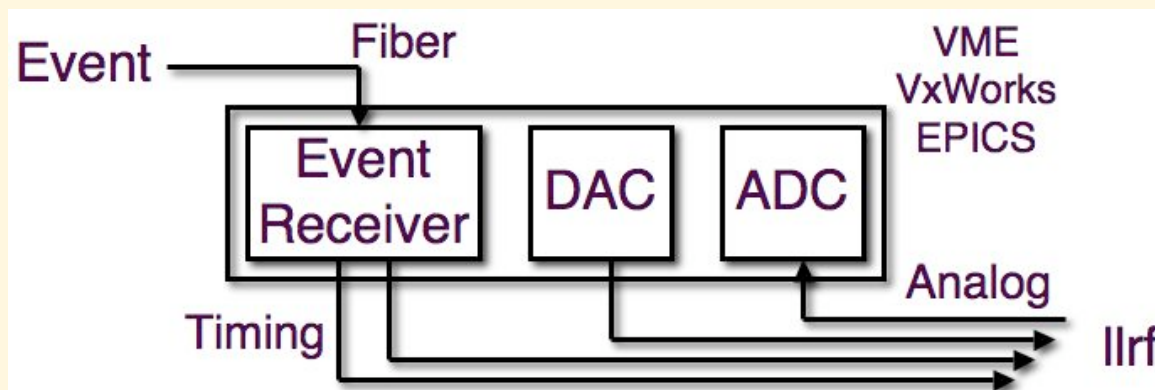 Event
Fiber
VME
VxWorks
EPICS
Event
Receiver
DAC
ADC
Timing
Analog
llrf